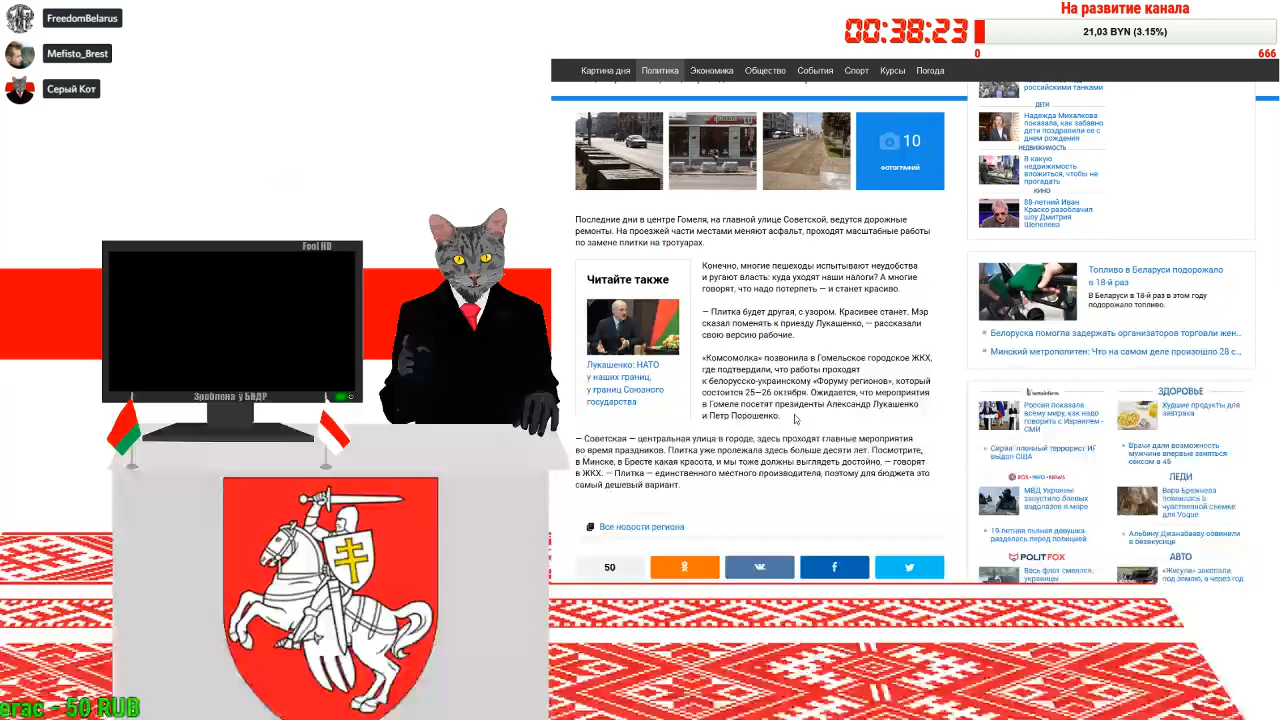 FreedomBelarus
Mefisto_Brest
Серый Кот
00:38:23
На развитие канала
21,03 BYN (3.15%)
0
666
Картина дня
Политика
Экономика
Общество
События
Спорт
Курсы
Погода
10
ФОТОГРАФИЙ
Последние дни в центре Гомеля, на главной улице Советской, ведутся дорожные
ремонты. На проезжей части местами меняют асфальт, проходят масштабные работы
по замене плитки на тротуарах.
Читайте также
Лукашенко: НАТО
у наших границ,
у границ Союзного
государства
Конечно, многие пешеходы испытывают неудобства
и ругают власть: куда уходят наши налоги? А многие
говорят, что надо потерпеть — и станет красиво.
— Плитка будет другая, с узором. Красивее станет. Мэр
сказал поменять к приезду Лукашенко, — рассказали
свою версию рабочие.
«Комсомолка» позвонила в Гомельское городское ЖКХ,
где подтвердили, что работы проходят
к белорусско-украинскому «Форуму регионов», который
состоится 25—26 октября. Ожидается, что мероприятия
в Гомеле посетят президенты Александр Лукашенко
и Петр Порошенко.
— Советская — центральная улица в городе, здесь проходят главные мероприятия
во время праздников. Плитка уже пролежала здесь больше десяти лет. Посмотрите,
в Минске, в Бресте какая красота, и мы тоже должны выглядеть достойно, — говорят
в ЖКХ. — Плитка — единственного местного производителя, поэтому для бюджета это
самый дешевый вариант.
Все новости региона
50
российскими танками
ДЕТИ
Надежда Михалкова
показала, как забавно
дети поздравили ее с
днем рождения
НЕДВИЖИМОСТЬ
В какую
недвижимость
вложиться, чтобы не
прогадать
КИНО
88-летний Иван
Краско разоблачил
шоу Дмитрия
Шепелева
Топливо в Беларуси подорожало
в 18-й раз
В Беларуси в 18-й раз в этом году
подорожало топливо.
Белоруска помогла задержать организаторов торговли жен...
Минский метрополитен: Что на самом деле произошло 28 с...
Россия показала
всему миру, как надо
говорить с Израилем -
СМИ
ЗДОРОВЬЕ
Худшие продукты для
завтрака
Врачи дали возможность
мужчине впервые заняться
сексом в 45
МВД Украины
запустило боевых
водолазов в море
ЛЕДИ
Вера Брежнева
появилась в
чувственной съемке
для Vogue
19-летняя пьяная девушка
разделась перед полицией
Альбину Джанабаеву обвинили
в безвкусице
POLITFOX
Весь флот смеялся,
украинцы
АВТО
«Жигули» закопали
под землю, а через год
Fool HD
Зроблена ў БНДР
50 RUB